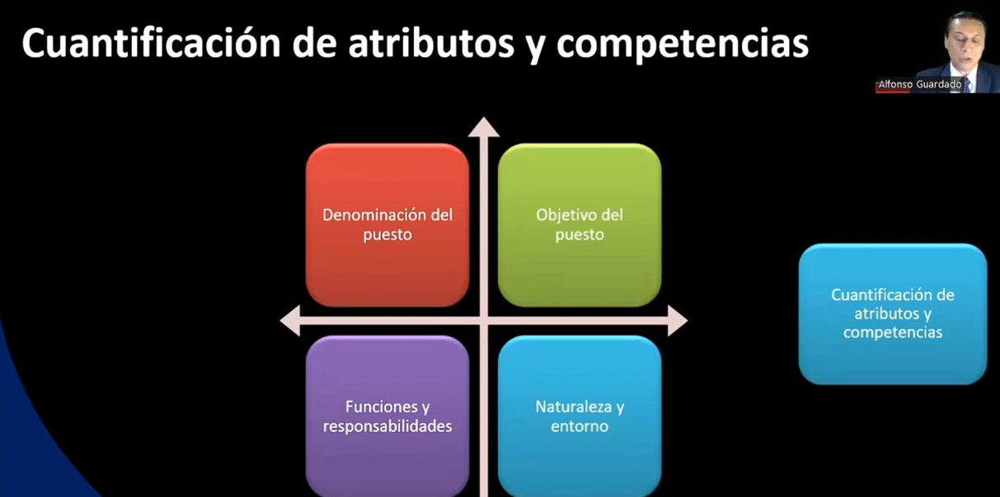 Cuantificación de atributos y competencias
Alfonso Guardado
Denominación del
puesto
Objetivo del
puesto
Cuantificación de
atributos y
competencias
Funciones y
responsabilidades
Naturaleza y
entorno